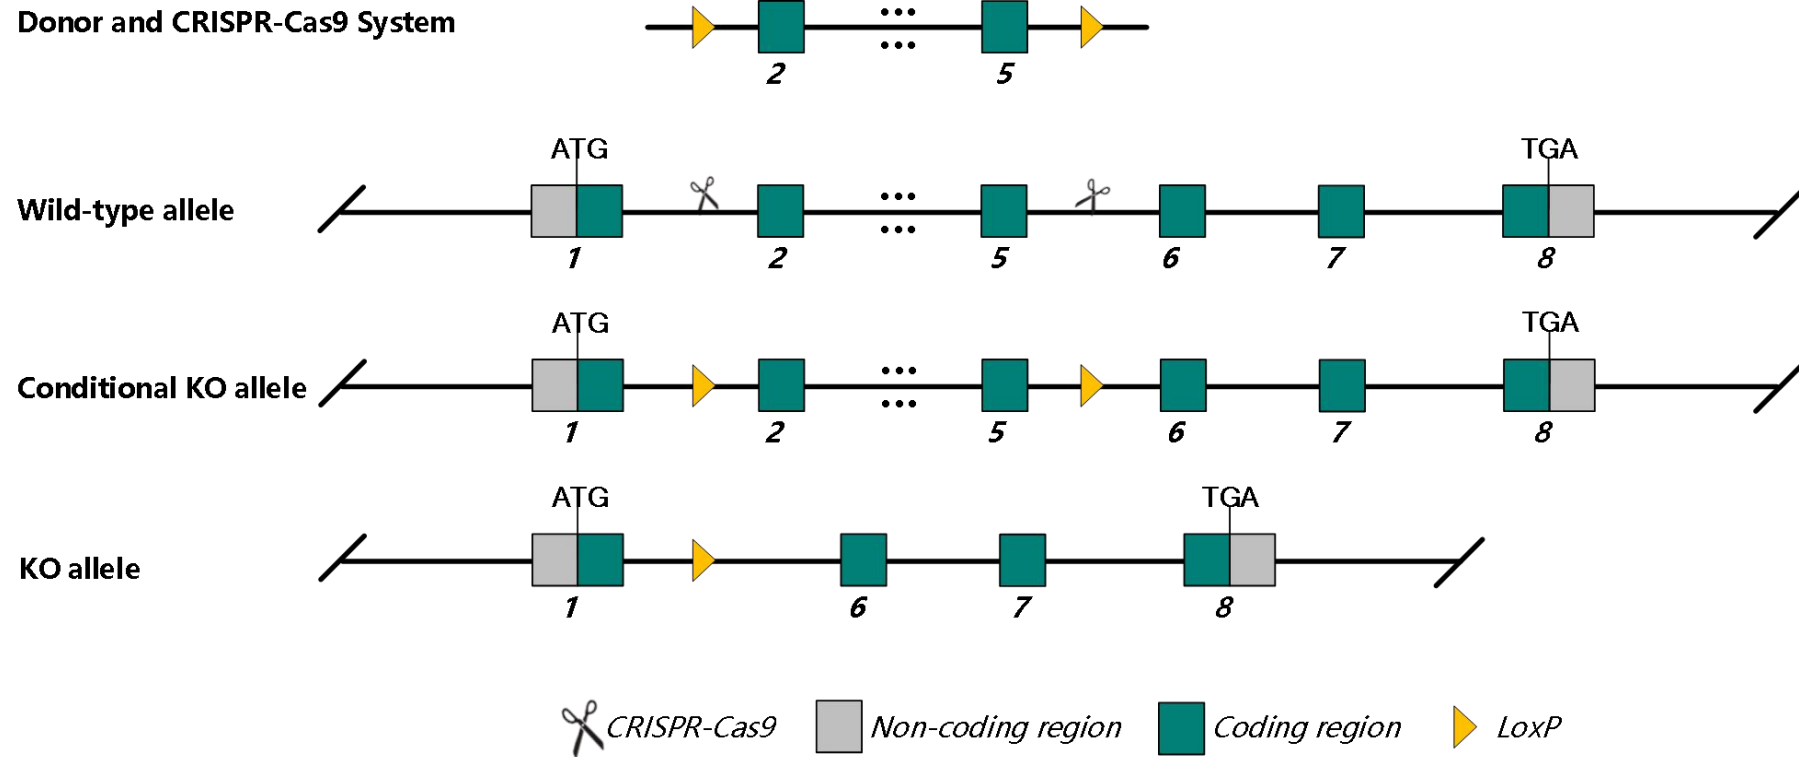 Donor and CRISPR-Cas9 System
... 
...
2 5
ATG TGA
Wild-type allele
...
...
1 2 5 6 7 8
ATG TGA
Conditional KO allele
...
...
1 2 5 6 7 8
ATG TGA
KO allele
1 6 7 8
CRISPR-Cas9 Non-coding region Coding region LoxP